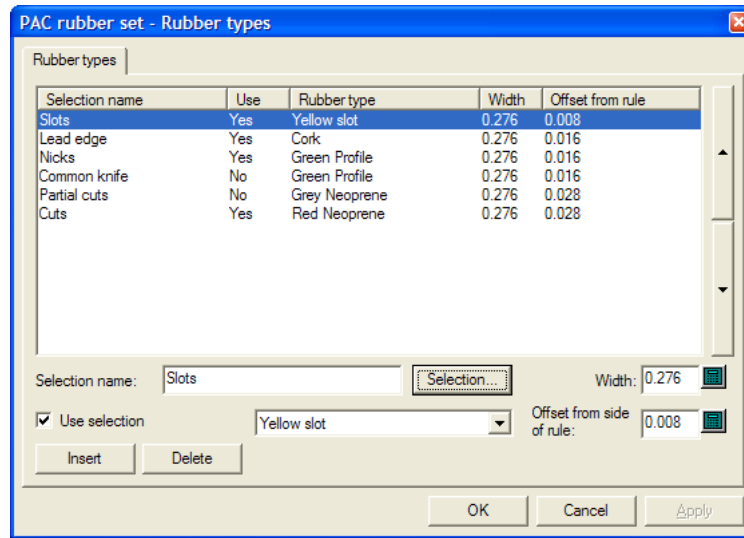 PAC rubber set - Rubber types
Rubber types
Selection name Use Rubber type Width Offset from rule
Slots Yes Yellow slot 0.276 0.008
Lead edge Yes Cork 0.276 0.016
Nicks Yes Green Profile 0.276 0.016
Common knife No Green Profile 0.276 0.016
Partial cuts No Grey Neoprene 0.276 0.028
Cuts Yes Red Neoprene 0.276 0.028
Selection name: Slots Selection... Width: 0.276
Use selection Yellow slot Offset from side
of rule: 0.008
Insert Delete
OK Cancel Apply